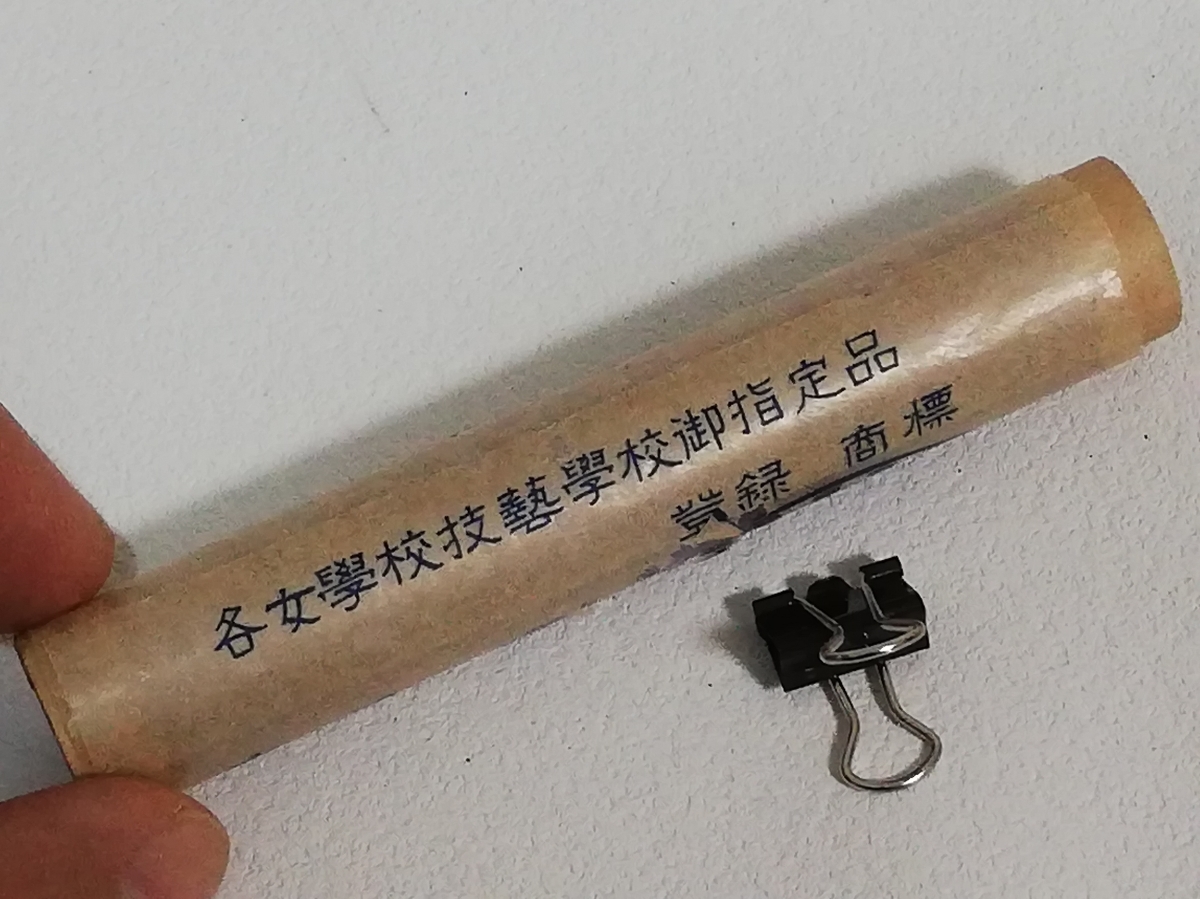 各女學校技藝學校御指定品
登録 商標